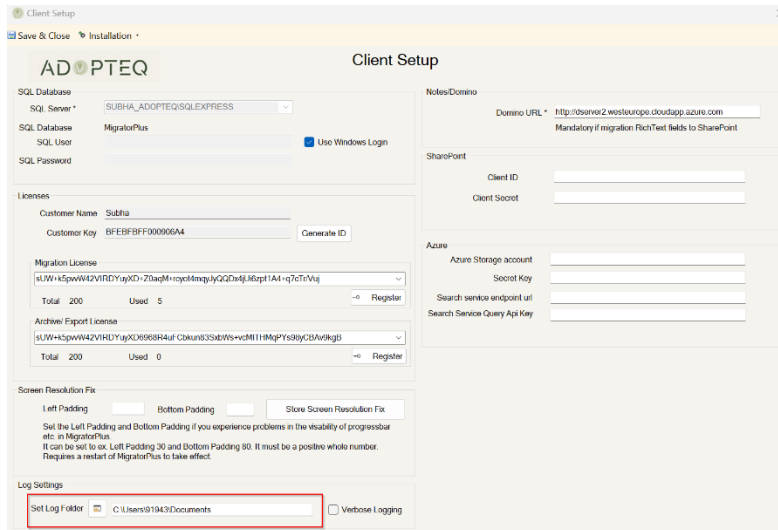 Client Setup
Save & Close Installation
ADOPTEQ
Client Setup
SQL Database
SQL Server * SUBHA_ADOPTEQ\SQLEXPRESS
SQL Database MigratorPlus
SQL User Use Windows Login
SQL Password
Licenses
Customer Name Subha
Customer Key BFEBFBFF000906A4 Generate ID
Migration License
Total 200 Used 5 Register
Archive/ Export License
Total 200 Used 0 Register
Screen Resolution Fix
Left Padding Bottom Padding Store Screen Resolution Fix
Set the Left Padding and Bottom Padding if you experience problems in the visability of progressbar
etc. in MigratorPlus.
It can be set to ex. Left Padding 30 and Bottom Padding 80. It must be a positive whole number.
Requires a restart of MigratorPlus to take effect.
Log Settings
Set Log Folder C:\Users\91943\Documents Verbose Logging
Notes/Domino
Domino URL * http://dserver2.westeurope.cloudapp.azure.com
Mandatory if migration RichText fields to SharePoint
SharePoint
Client ID
Client Secret
Azure
Azure Storage account
Secret Key
Search service endpoint url
Search Service Query Api Key